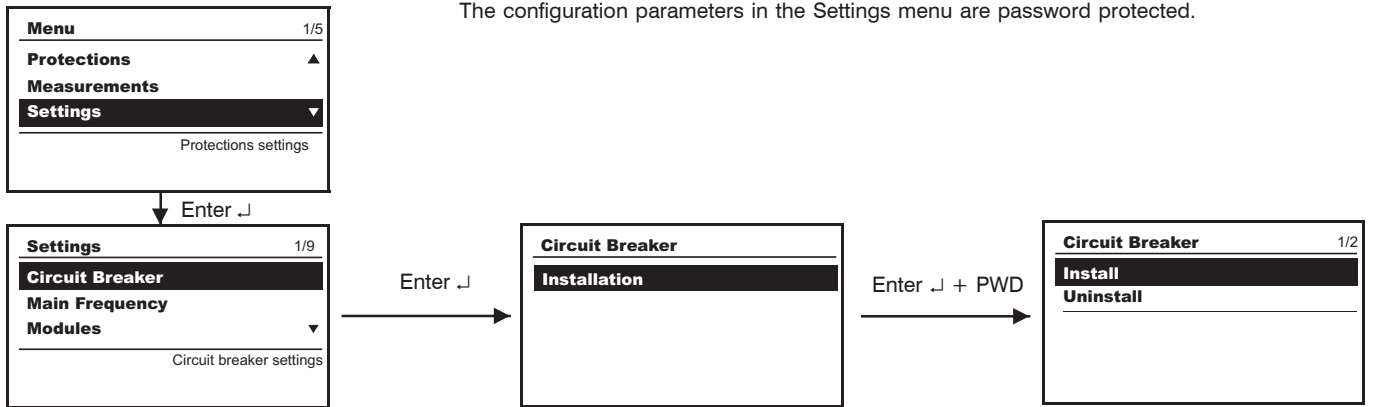 The configuration parameters in the Settings menu are password protected.
Menu 1/5
Protections ▲
Measurements
Settings ▼
Protections settings
Enter ↵
Settings 1/9
Circuit Breaker
Main Frequency
Modules ▼
Circuit breaker settings
Enter ↵
Circuit Breaker
Installation
Enter ↵ + PWD
Circuit Breaker 1/2
Install
Uninstall